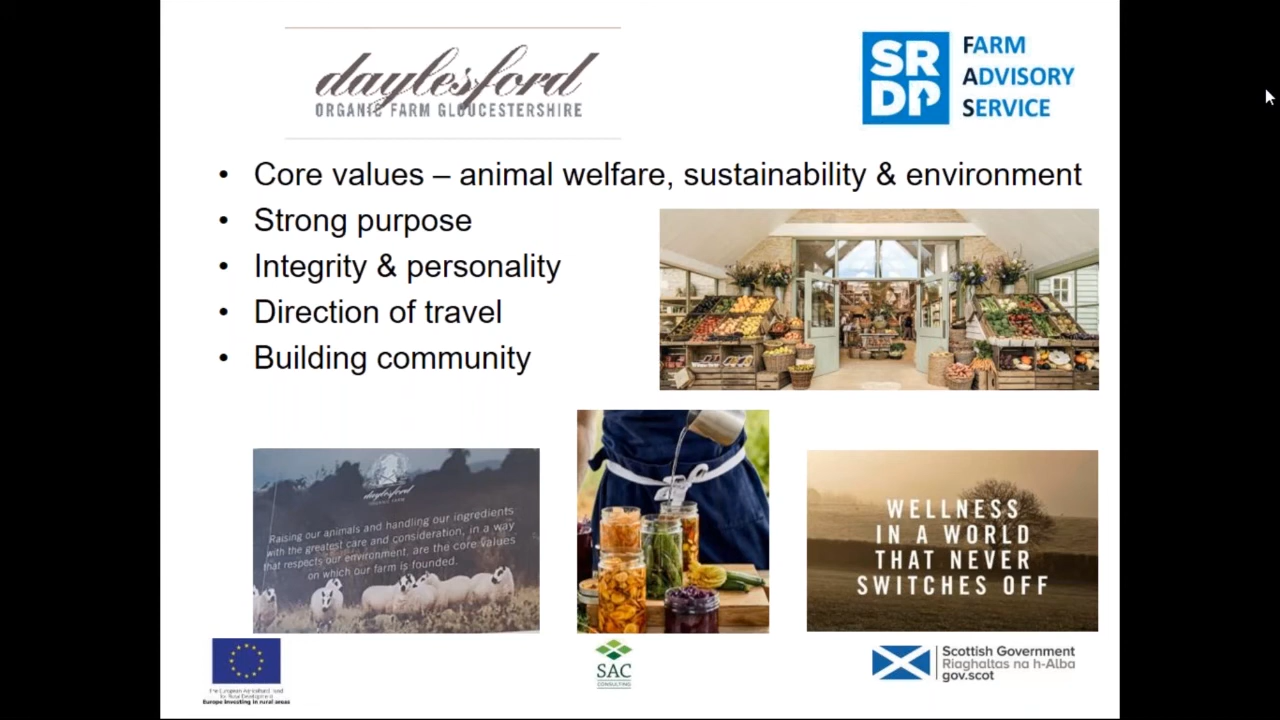 daylesford
ORGANIC FARM GLOUCESTERSHIRE
SR
DP
FARM
ADVISORY
SERVICE
• Core values – animal welfare, sustainability & environment
• Strong purpose
• Integrity & personality
• Direction of travel
• Building community
daylesford
ORGANIC FARM
Raising our animals and handling our ingredients
with the greatest care and consideration, in a way
that respects our environment, are the core values
on which our farm is founded.
WELLNESS
IN A WORLD
THAT NEVER
SWITCHES OFF
The European Agricultural Fund
for Rural Development
Europe investing in rural areas
SAC
CONSULTING
Scottish Government
Riaghaltas na h-Alba
gov.scot